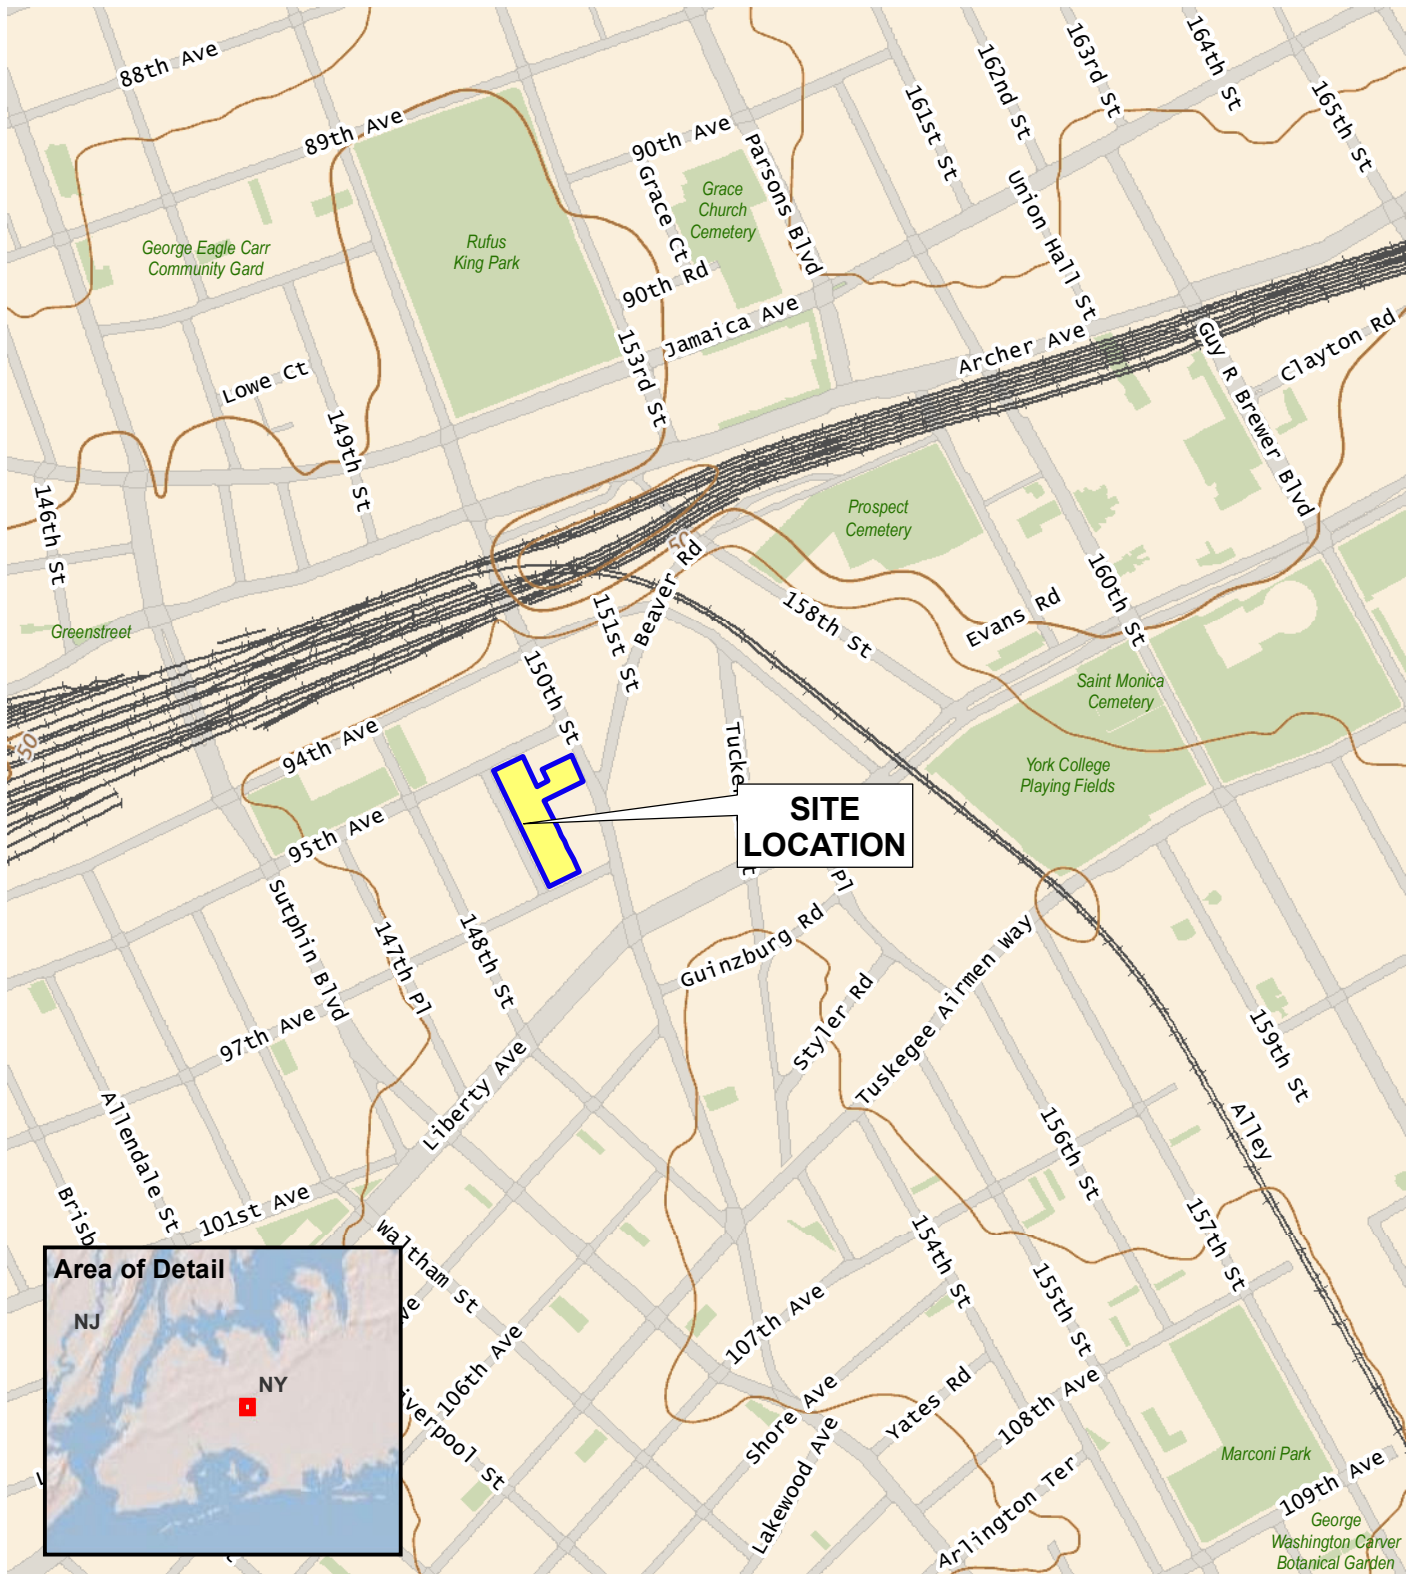 88th Ave
89th Ave
90th Ave
Grace Ct
Grace
Church
Cemetery
Parsons Blvd
161st St
162nd St
163rd St
164th St
165th St
Union Hall St
George Eagle Carr
Community Gard
Rufus
King Park
90th Rd
Jamaica Ave
153rd St
Archer Ave
Guy R Brewer Blvd
Clayton Rd
Lowe Ct
149th St
146th St
Prospect
Cemetery
50
Beaver Rd
151st St
158th St
160th St
Evans Rd
Greenstreet
150th St
Saint Monica
Cemetery
50
94th Ave
York College
Playing Fields
SITE
LOCATION
Pl
95th Ave
Sutphin Blvd
147th Pl
148th St
Guinzburg Rd
Styler Rd
Tuskegee Airmen Way
97th Ave
159th St
Liberty Ave
Allendale St
Alley
156th St
101st Ave
157th St
Waltham St
154th St
155th St
Area of Detail
NJ
NY
107th Ave
106th Ave
Shore Ave
Yates Rd
108th Ave
Lakewood Ave
Arlington Ter
Marconi Park
109th Ave
George
Washington Carver
Botanical Garden